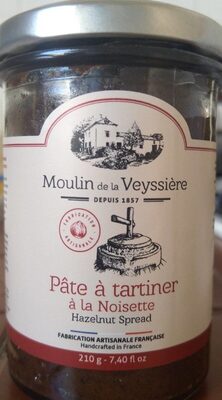 Moulin de la Veyssière
DEPUIS 1857
FABRICATION
ARTISANALE
Pâte à tartiner
à la Noisette
Hazelnut Spread
FABRICATION ARTISANALE FRANÇAISE
Handcrafted in France
210 g - 7,40 fl oz